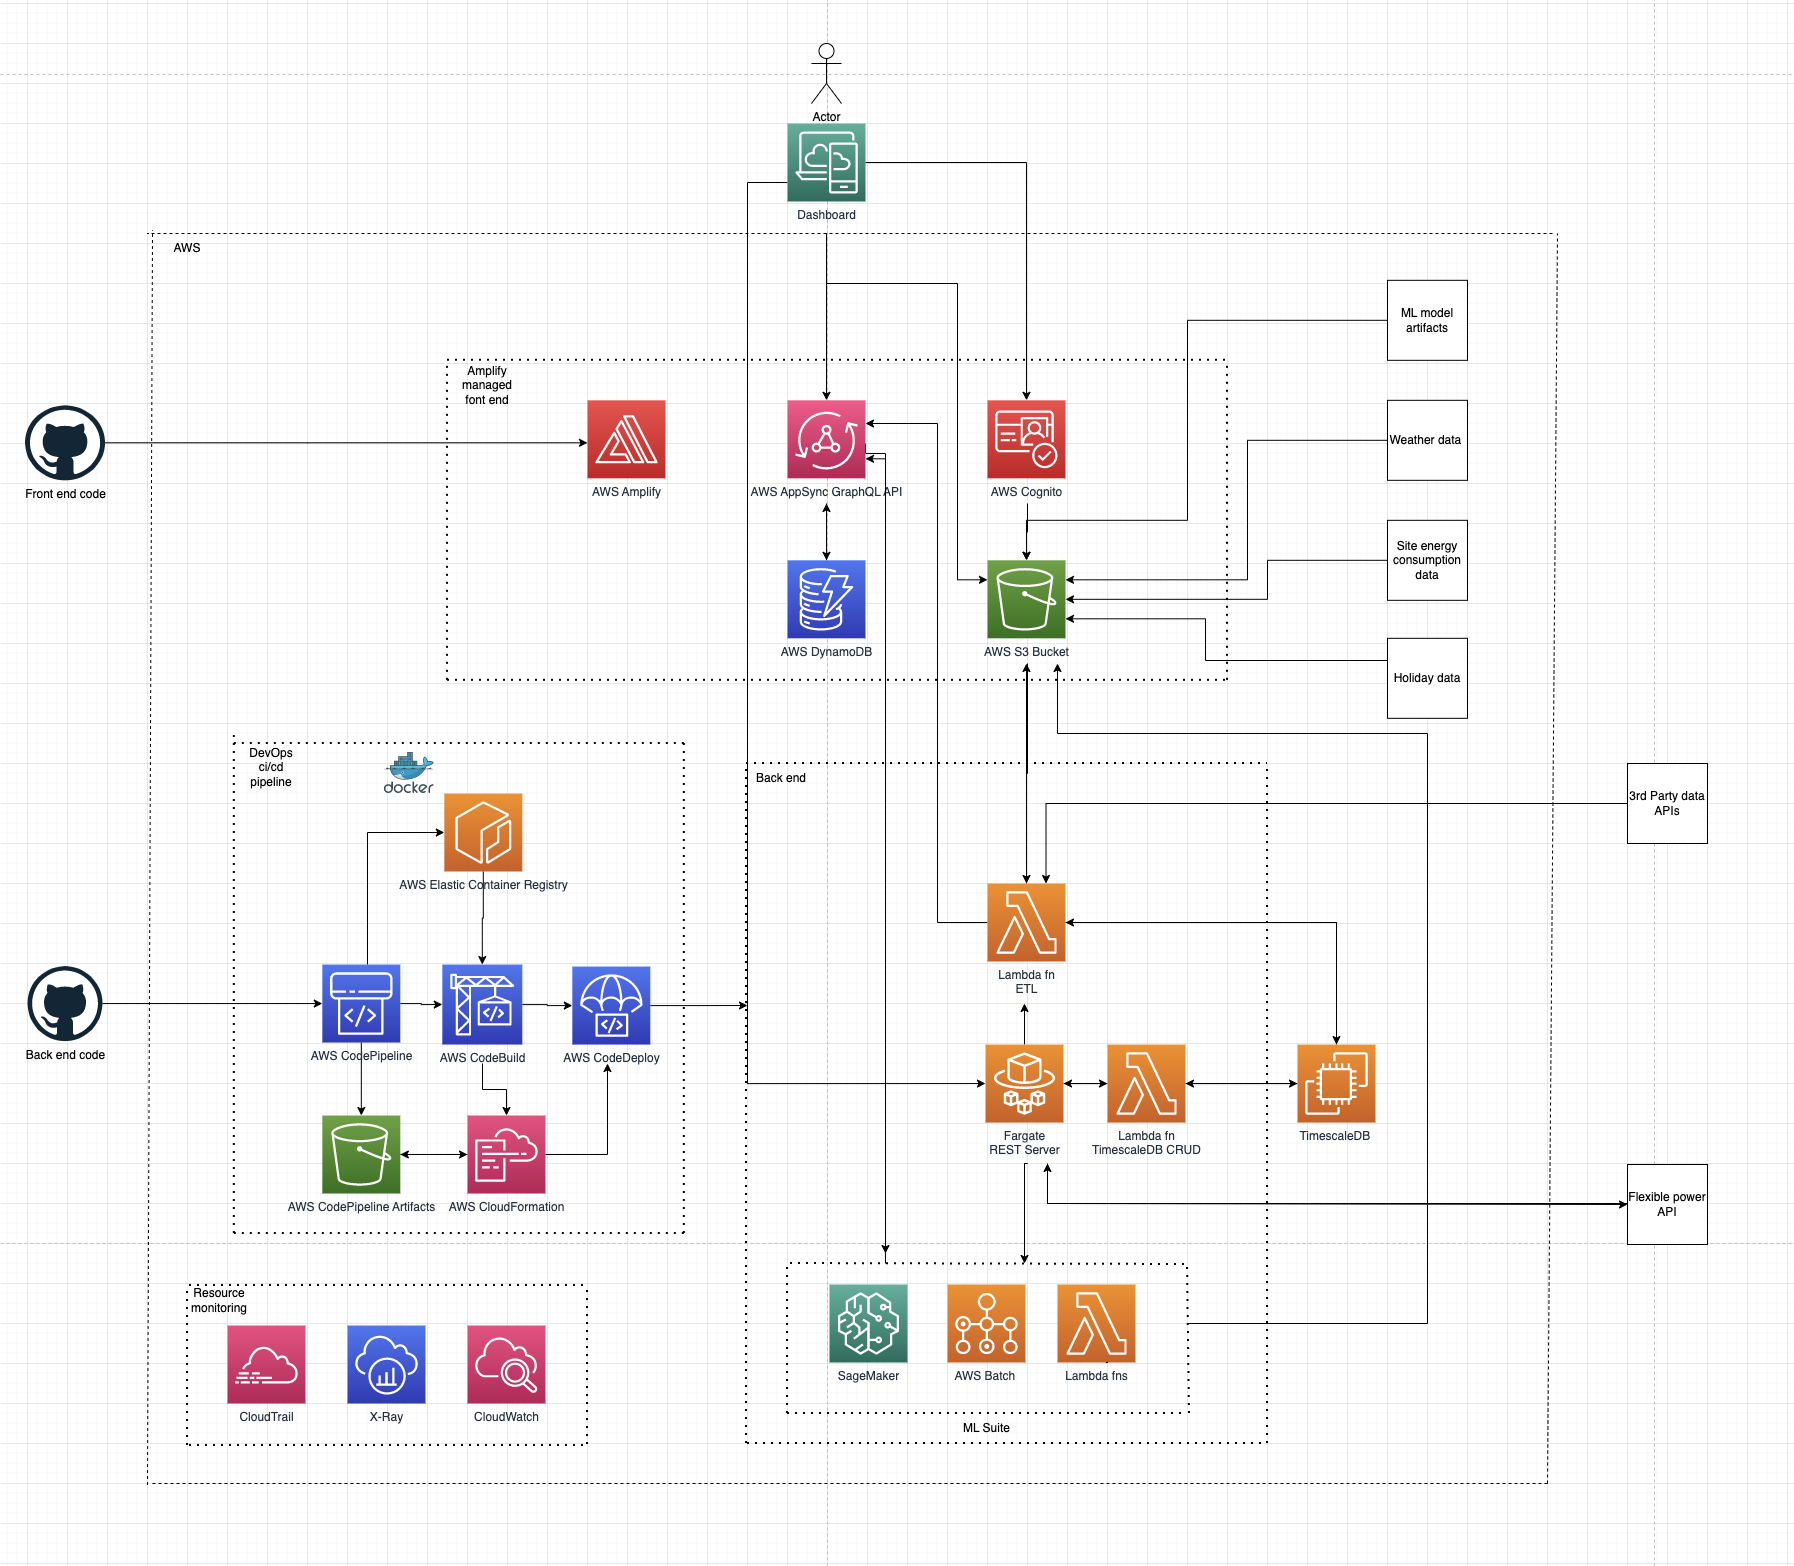 Actor
Dashboard
AWS
ML model
artifacts
Amplify
managed
font end
Weather data
Front end code
AWS Amplify
AWS AppSync GraphQL API
AWS Cognito
Site energy
consumption
data
AWS DynamoDB
AWS S3 Bucket
Holiday data
DevOps
ci/cd
pipeline
docker
Back end
3rd Party data
APIs
AWS Elastic Container Registry
Lambda fn
ETL
Back end code
AWS CodePipeline
AWS CodeBuild
AWS CodeDeploy
Fargate
REST Server
Lambda fn
TimescaleDB CRUD
TimescaleDB
AWS CodePipeline Artifacts
AWS CloudFormation
Flexible power
API
Resource
monitoring
SageMaker
AWS Batch
Lambda fns
CloudTrail
X-Ray
CloudWatch
ML Suite